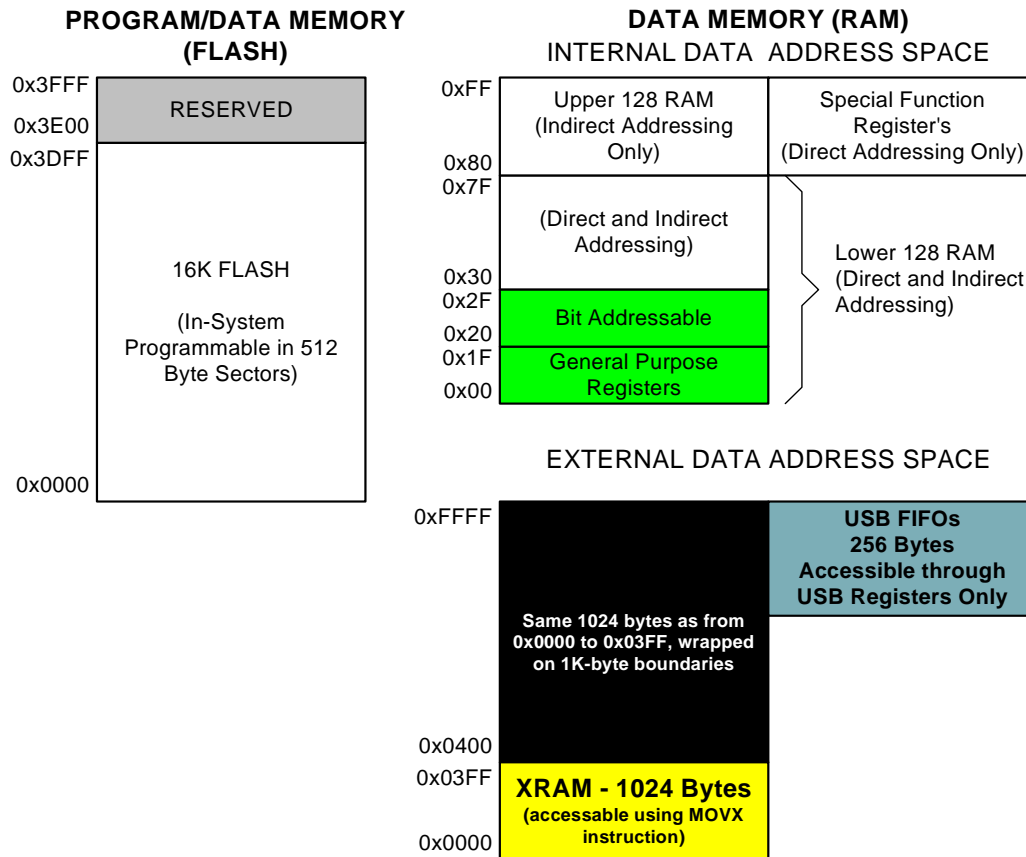 PROGRAM/DATA MEMORY
(FLASH)
0x3FFF
RESERVED
0x3E00
0x3DFF
16K FLASH
(In-System
Programmable in 512
Byte Sectors)
0x0000
DATA MEMORY (RAM)
INTERNAL DATA ADDRESS SPACE
0xFF
Upper 128 RAM
(Indirect Addressing
Only)
0x80
Special Function
Register's
(Direct Addressing Only)
0x7F
(Direct and Indirect
Addressing)
0x30
Lower 128 RAM
(Direct and Indirect
Addressing)
0x2F
Bit Addressable
0x20
0x1F
General Purpose
Registers
0x00
EXTERNAL DATA ADDRESS SPACE
0xFFFF
Same 1024 bytes as from
0x0000 to 0x03FF, wrapped
on 1K-byte boundaries
USB FIFOs
256 Bytes
Accessible through
USB Registers Only
0x0400
0x03FF
XRAM - 1024 Bytes
(accessable using MOVX
instruction)
0x0000